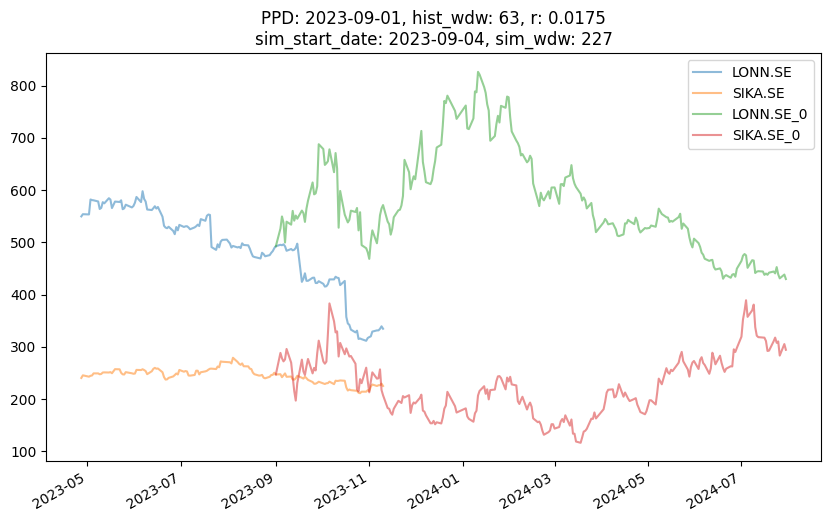 PPD: 2023-09-01, hist_wdw: 63, r: 0.0175
sim_start_date: 2023-09-04, sim_wdw: 227
LONN.SE
SIKA.SE
LONN.SE_0
SIKA.SE_0
800
700
600
500
400
300
200
100
2023-05
2023-07
2023-09
2023-11
2024-01
2024-03
2024-05
2024-07